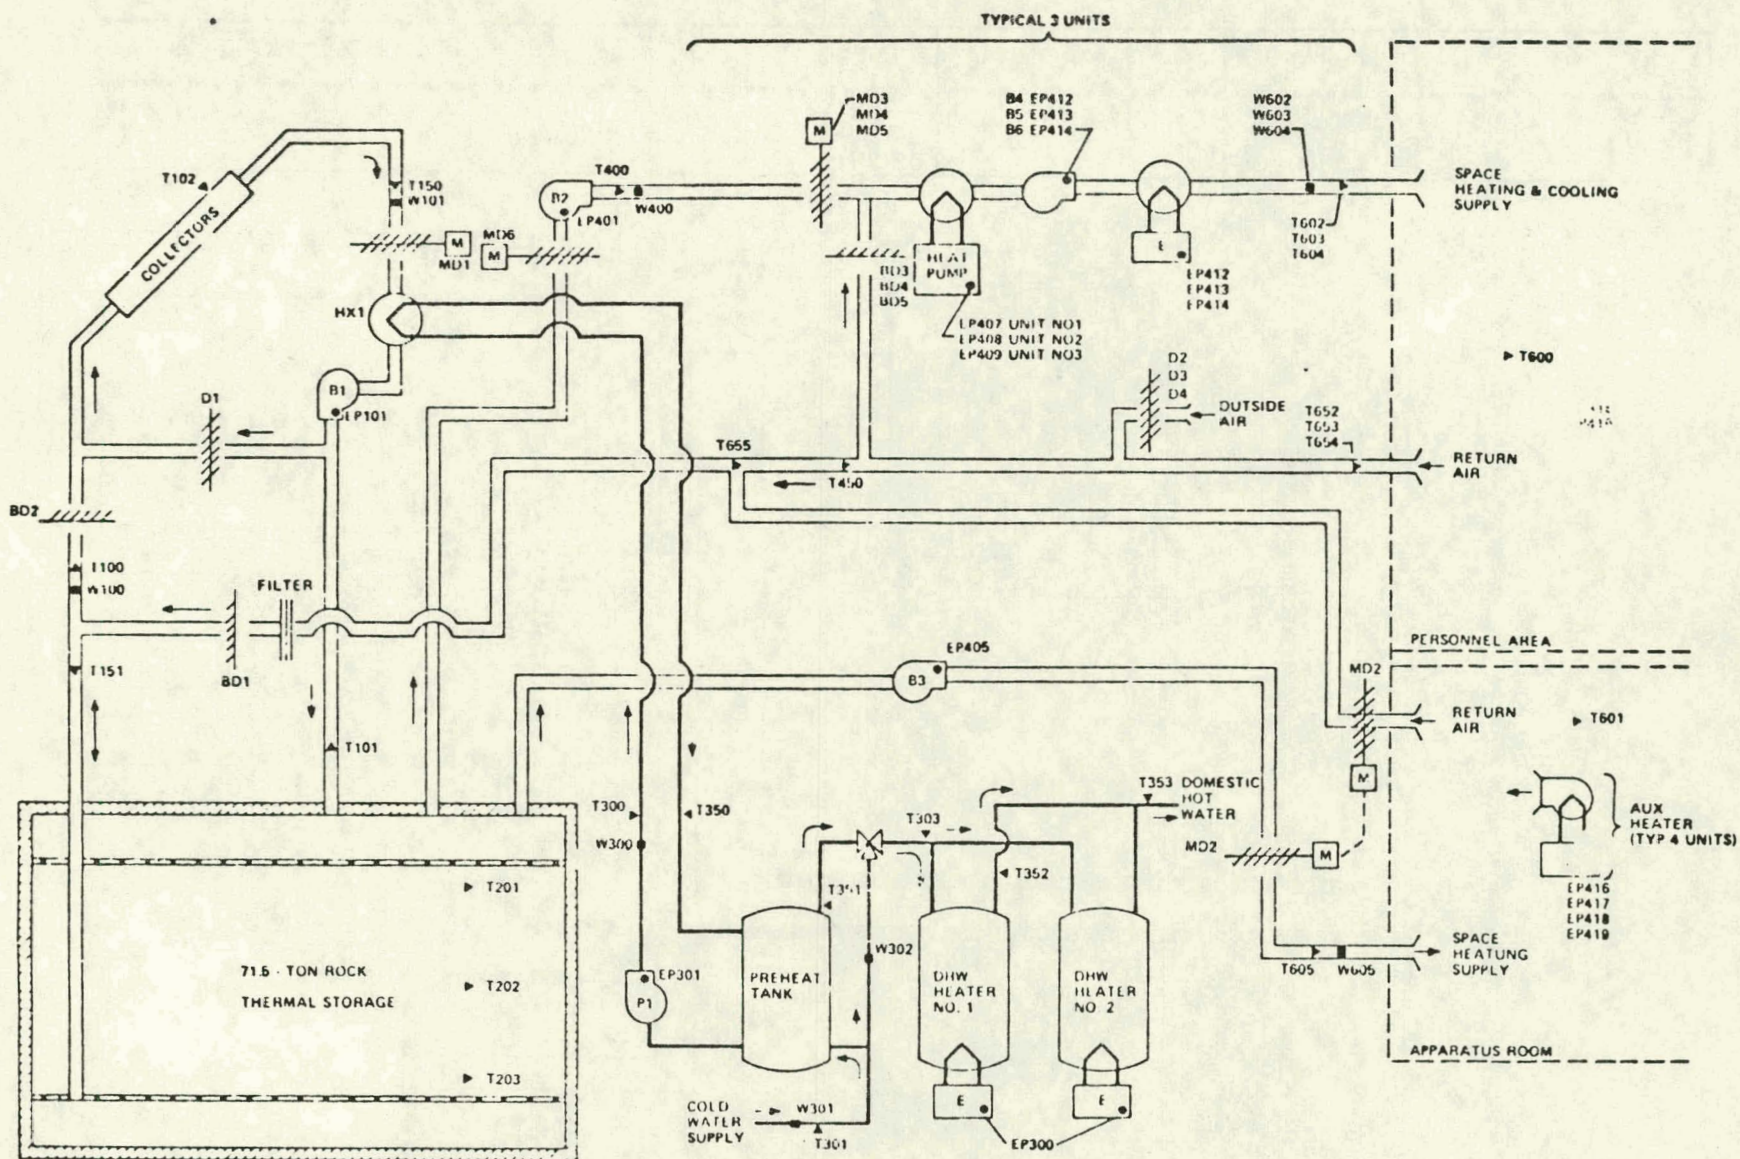 TYPICAL 3 UNITS
MD3
MD4
MD5
M
B4 EP412
B5 EP413
B6 EP414
W602
W603
W604
T102
COLLECTORS
T150
W101
T400
B2
W400
EP401
MD6
M
M
MD1
SPACE
HEATING & COOLING
SUPPLY
T602
T603
T604
HEAT
PUMP
BD3
BD4
BD5
E
EP412
EP413
EP414
HX1
EP407 UNIT NO1
EP408 UNIT NO2
EP409 UNIT NO3
T600
B1
EP101
D1
D2
D3
D4
OUTSIDE
AIR
T652
T653
T654
T655
T450
RETURN
AIR
BD2
T100
W100
FILTER
BD1
T151
T101
EP405
B3
PERSONNEL AREA
MD2
RETURN
AIR
T601
M
T300
T350
W300
T303
T353 DOMESTIC
HOT
WATER
MD2
M
AUX
HEATER
(TYP 4 UNITS)
T351
T352
EP416
EP417
EP418
EP419
T201
71.5 - TON ROCK
THERMAL STORAGE
T202
T203
EP301
P1
PREHEAT
TANK
W302
DHW
HEATER
NO. 1
DHW
HEATER
NO. 2
T605
W605
SPACE
HEATUNG
SUPPLY
APPARATUS ROOM
COLD
WATER
SUPPLY
W301
T301
E
E
EP300